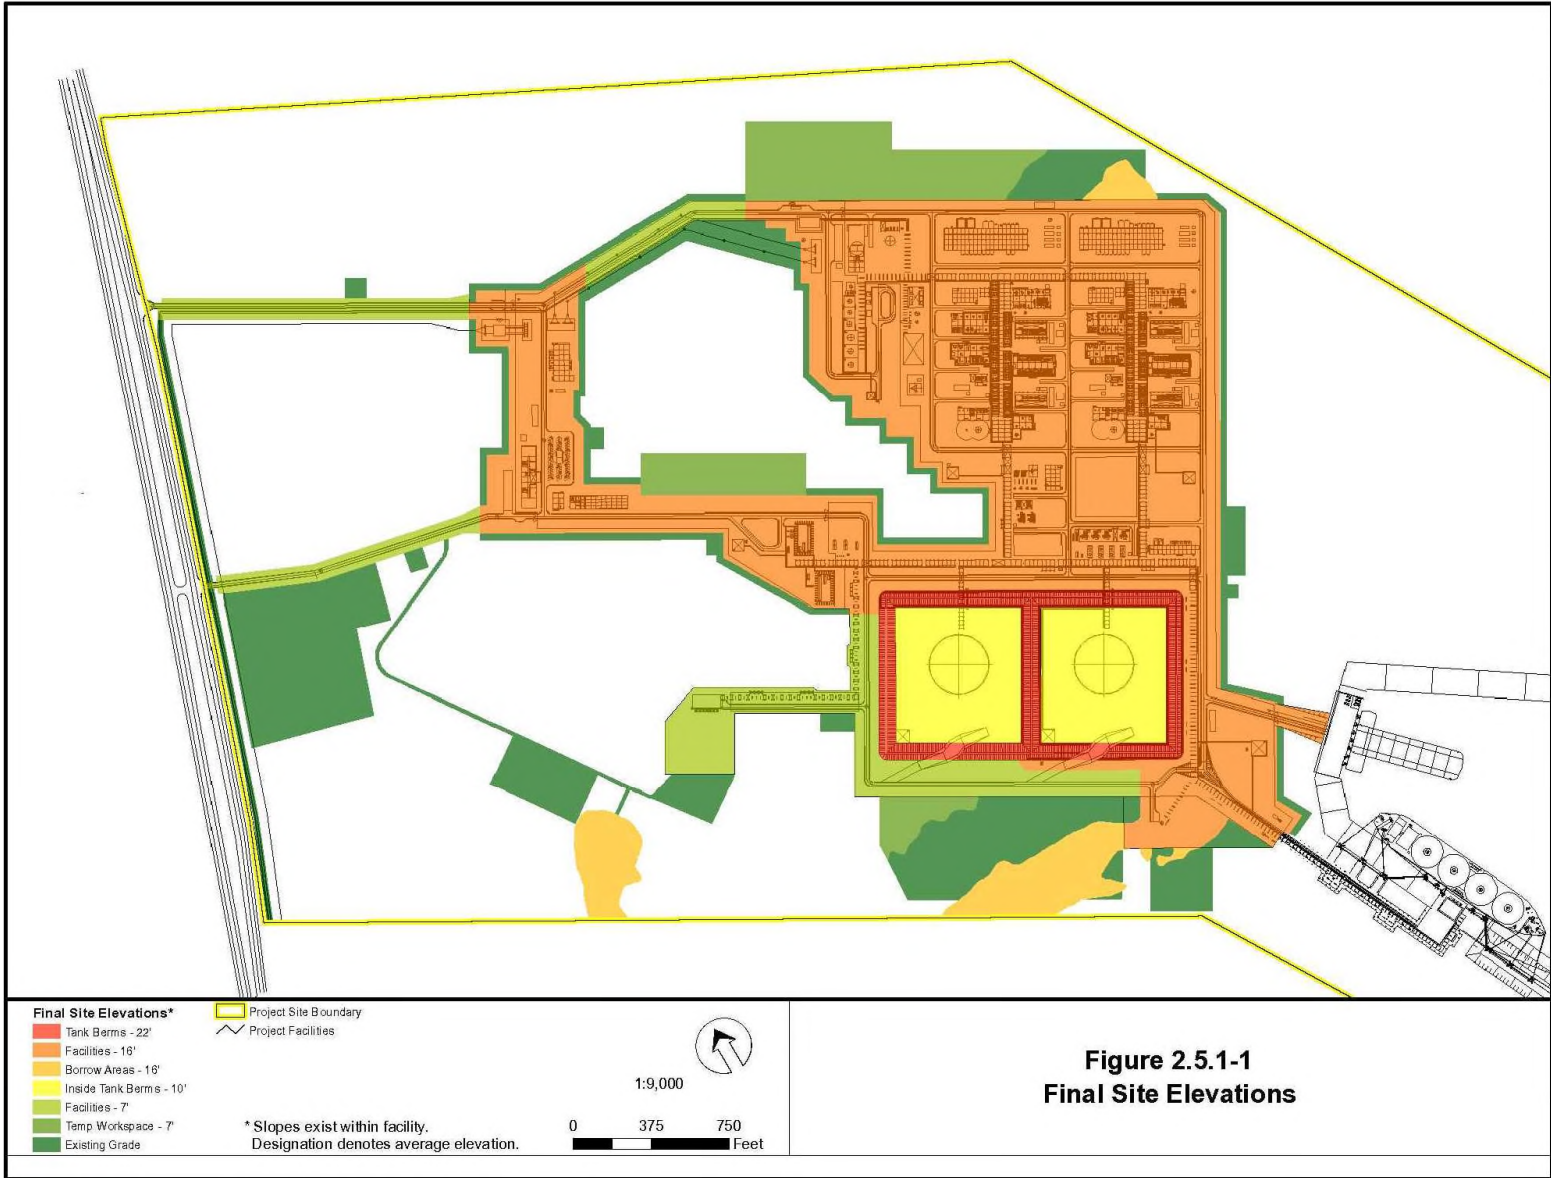 Final Site Elevations*
Tank Berms - 22'
Facilities - 16'
Borrow Areas - 16'
Inside Tank Berms - 10'
Facilities - 7'
Temp Workspace - 7'
Existing Grade
Project Site Boundary
Project Facilities
* Slopes exist within facility.
Designation denotes average elevation.
1:9,000
0 375 750
Feet
Figure 2.5.1-1
Final Site Elevations